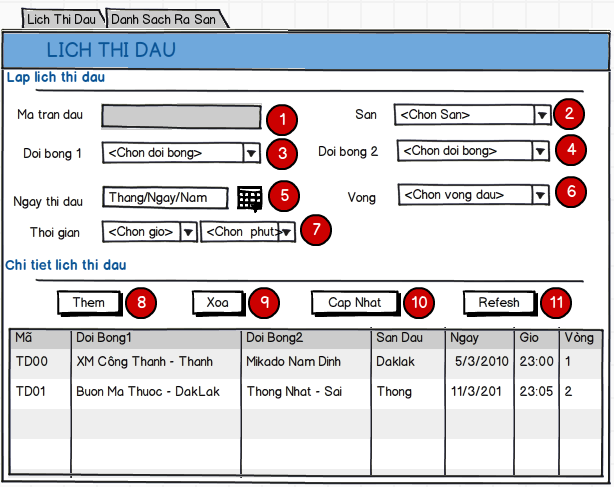 Lich Thi Dau Danh Sach Ra San
LICH THI DAU
Lap lich thi dau
Ma tran dau 1 San <Chon San> 2
Doi bong 1 <Chon doi bong> 3 Doi bong 2 <Chon doi bong> 4
Ngay thi dau Thang/Ngay/Nam 5 Vong <Chon vong dau> 6
Thoi gian <Chon gio> <Chon phut> 7
Chi tiet lich thi dau
Them 8 Xoa 9 Cap Nhat 10 Refesh 11
Mã Doi Bong1 Doi Bong2 San Dau Ngay Gio Vòng
TD00 XM Công Thanh - Thanh Mikado Nam Dinh Daklak 5/3/2010 23:00 1
TD01 Buon Ma Thuoc - DakLak Thong Nhat - Sai Thong 11/3/201 23:05 2